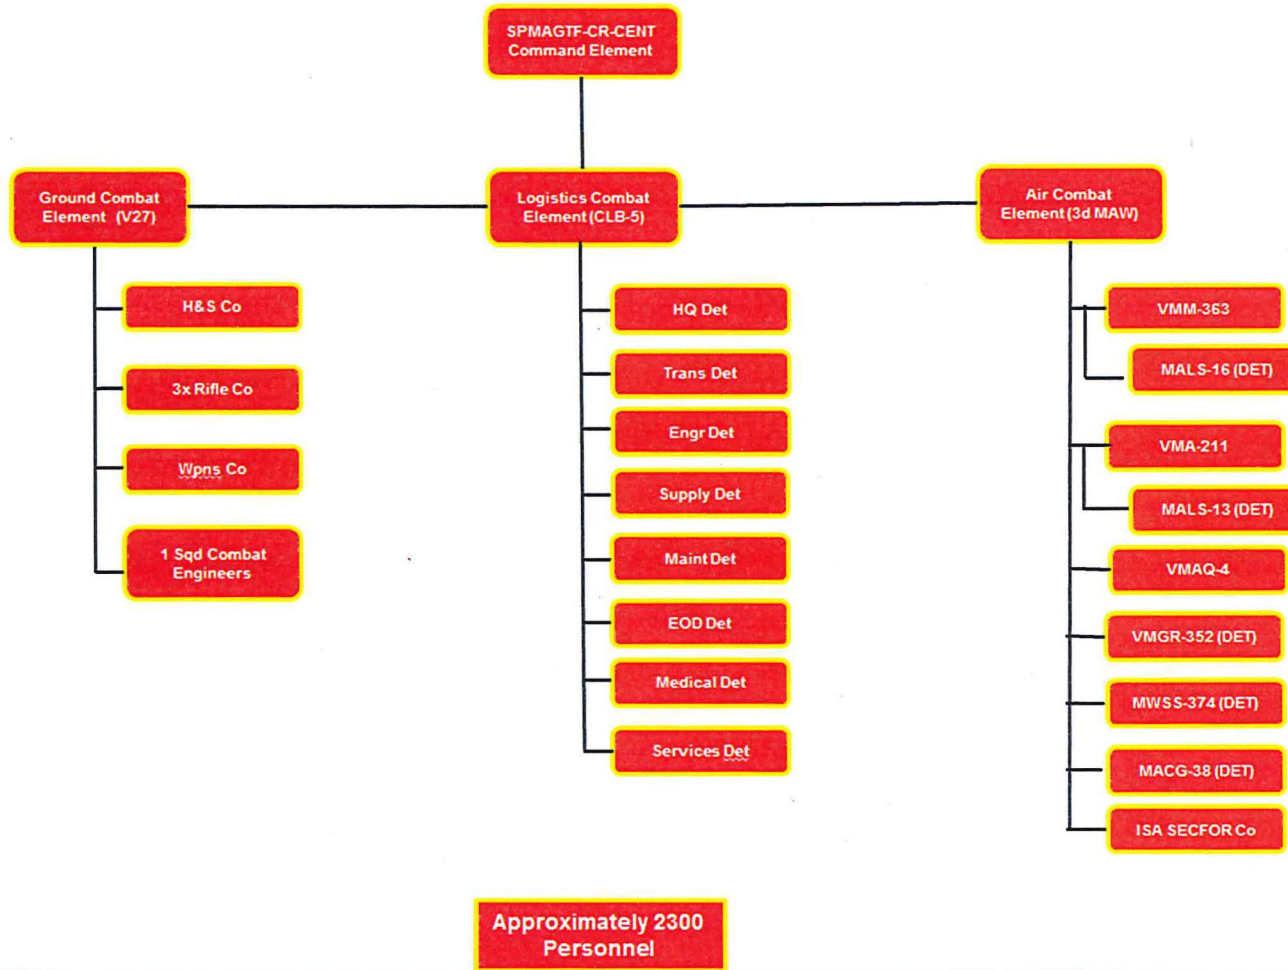 SPMAGTF-CR-CENT
Command Element
Ground Combat
Element (V27)
Logistics Combat
Element (CLB-5)
Air Combat
Element (3d MAW)
H&S Co
3x Rifle Co
Wpns Co
1 Sqd Combat
Engineers
HQ Det
Trans Det
Engr Det
Supply Det
Maint Det
EOD Det
Medical Det
Services Det
VMM-363
MALS-16 (DET)
VMA-211
MALS-13 (DET)
VMAQ-4
VMGR-352 (DET)
MWSS-374 (DET)
MACG-38 (DET)
ISA SECFOR Co
Approximately 2300
Personnel